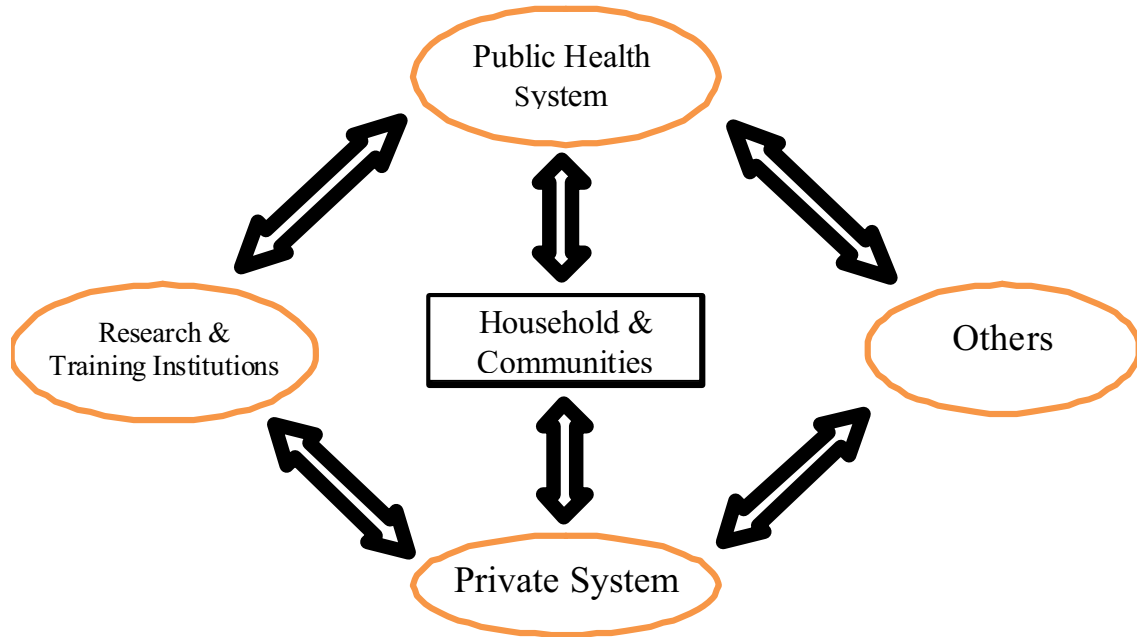 Public Health
System
Research &
Training Institutions
Household &
Communities
Others
Private System